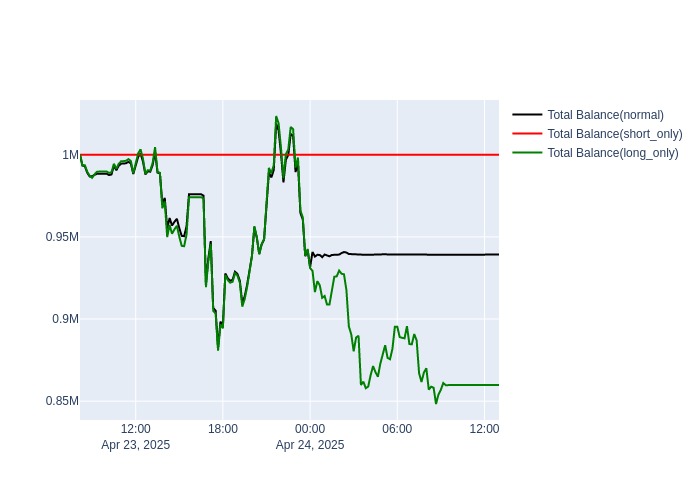 Total Balance(normal)
Total Balance(short_only)
Total Balance(long_only)
1M
0.95M
0.9M
0.85M
12:00
Apr 23, 2025
18:00
00:00
Apr 24, 2025
06:00
12:00